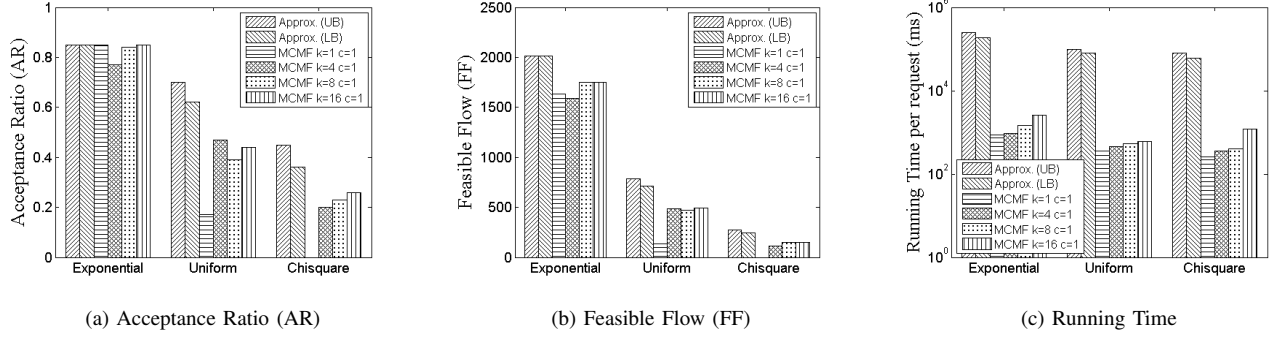 Acceptance Ratio (AR)
1
0.8
0.6
0.4
0.2
0
Exponential Uniform Chisquare
Approx. (UB)
Approx. (LB)
MCMF k=1 c=1
MCMF k=4 c=1
MCMF k=8 c=1
MCMF k=16 c=1
(a) Acceptance Ratio (AR)
Feasible Flow (FF)
2500
2000
1500
1000
500
0
Exponential Uniform Chisquare
Approx. (UB)
Approx. (LB)
MCMF k=1 c=1
MCMF k=4 c=1
MCMF k=8 c=1
MCMF k=16 c=1
(b) Feasible Flow (FF)
Running Time per request (ms)
10^6
10^4
10^2
10^0
Approx. (UB)
Approx. (LB)
MCMF k=1 c=1
MCMF k=4 c=1
MCMF k=8 c=1
MCMF k=16 c=1
Exponential Uniform Chisquare
(c) Running Time